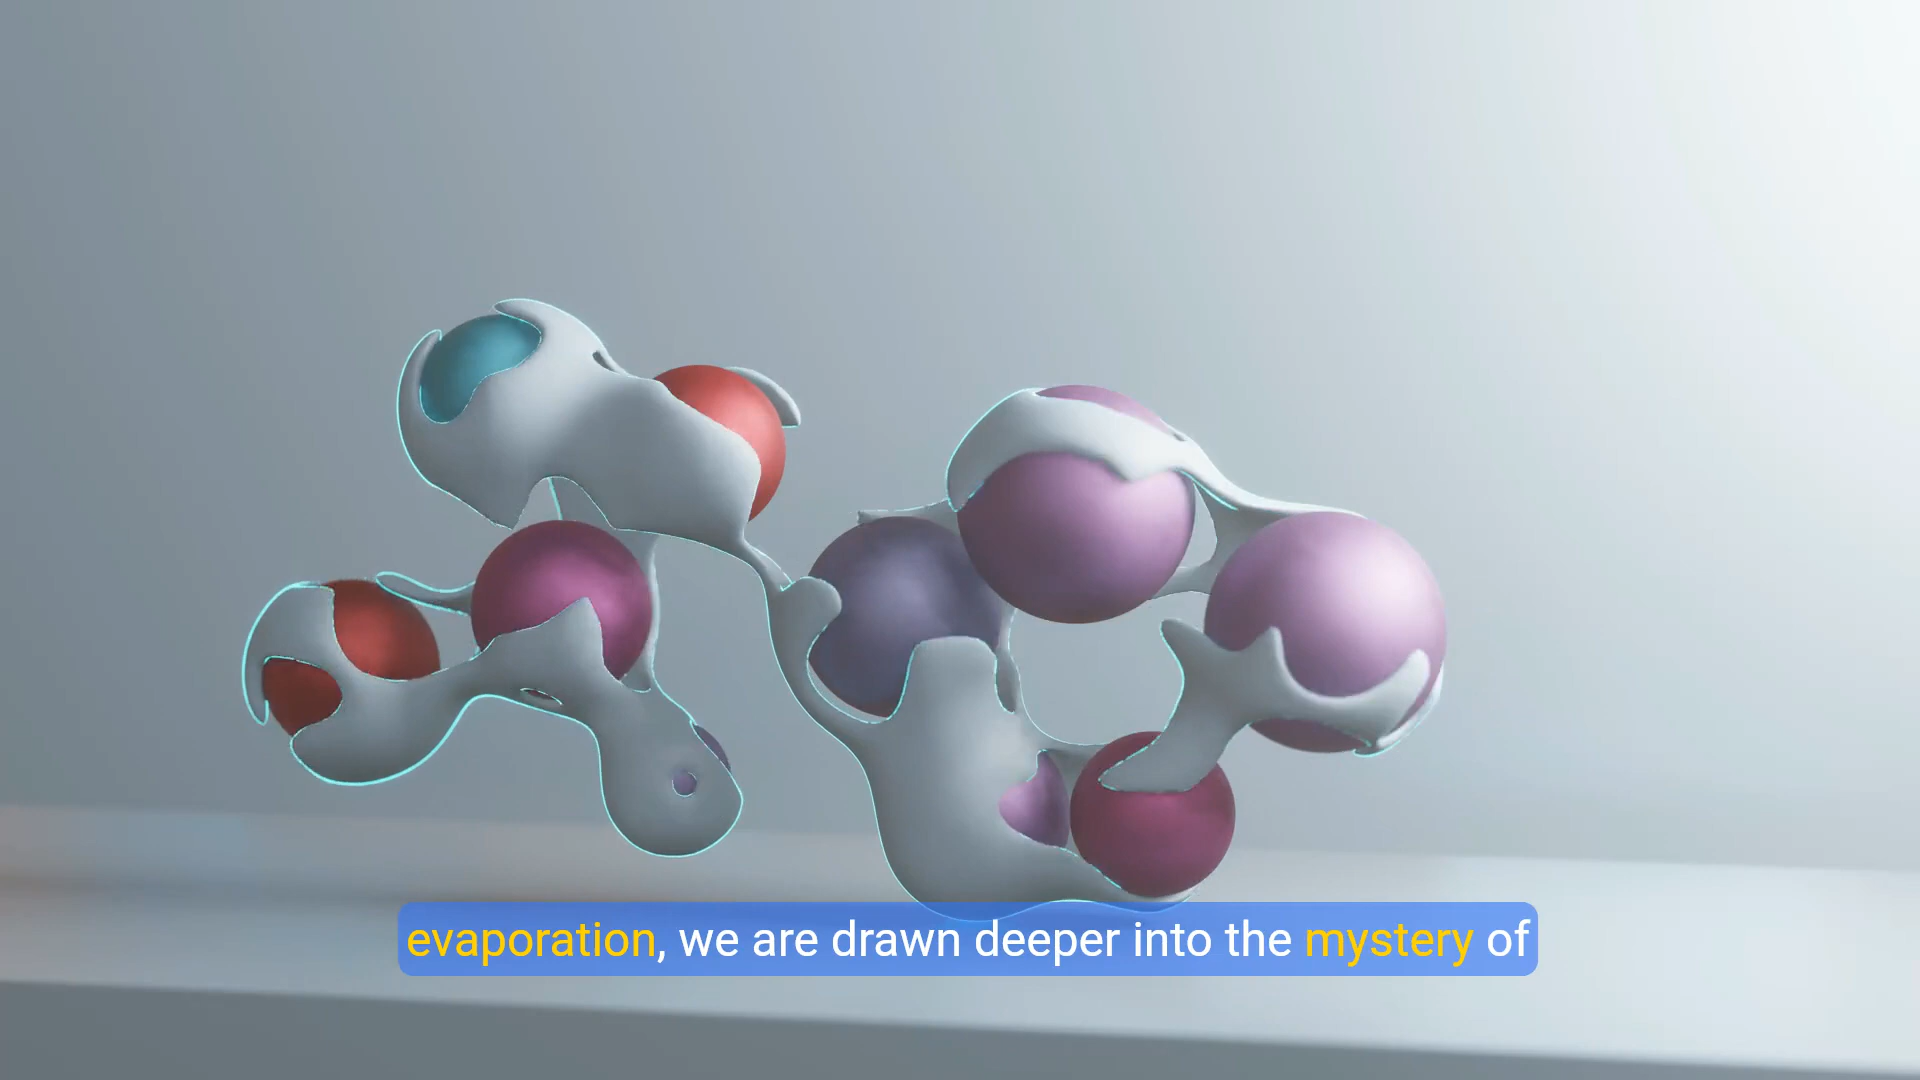 evaporation, we are drawn deeper into the mystery of